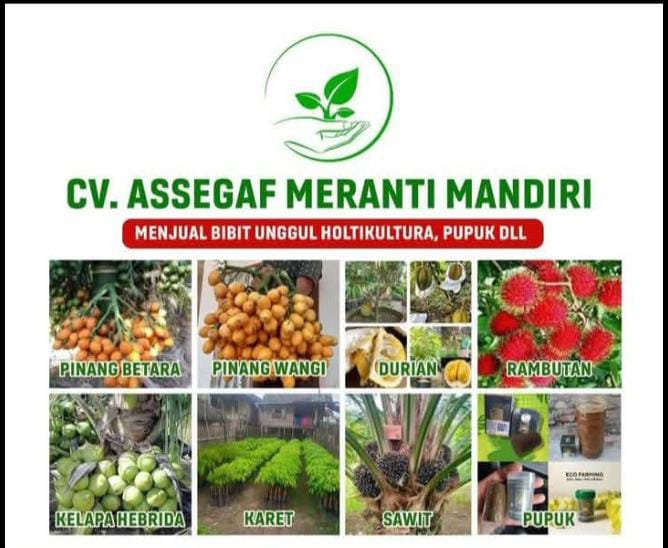 CV. ASSEGAF MERANTI MANDIRI
MENJUAL BIBIT UNGGUL HOLTIKULTURA, PUPUK DLL
PINANG BETARA
PINANG WANGI
DURIAN
RAMBUTAN
KELAPA HEBRIDA
KARET
SAWIT
ECO FARMING
PUPUK